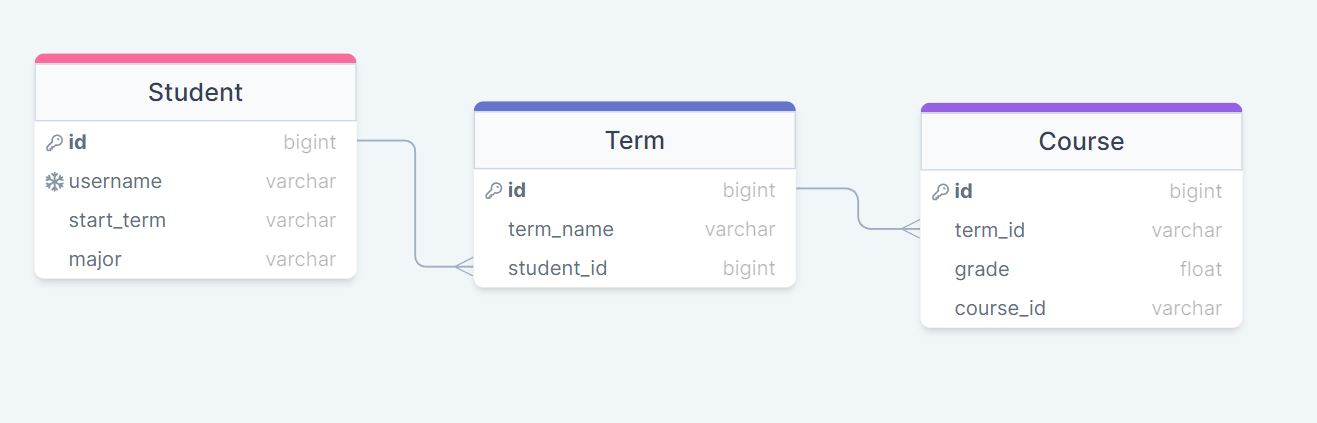 Student
id bigint
username varchar
start_term varchar
major varchar
Term
id bigint
term_name varchar
student_id bigint
Course
id bigint
term_id varchar
grade float
course_id varchar